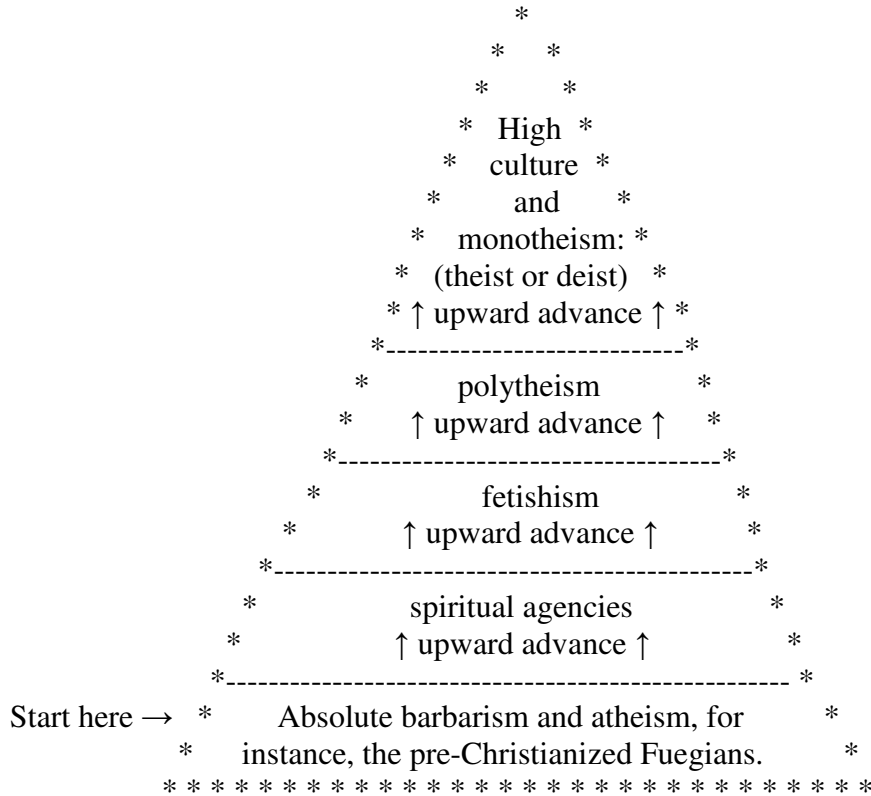 *
* *
* *
* High *
* culture *
* and *
* monotheism: *
* (theist or deist) *
* ↑ upward advance ↑ *
*----------------------------*
* polytheism *
* ↑ upward advance ↑ *
*------------------------------------*
* fetishism *
* ↑ upward advance ↑ *
*---------------------------------------------*
* spiritual agencies *
* ↑ upward advance ↑ *
*----------------------------------------------------- *
Start here → * Absolute barbarism and atheism, for *
* instance, the pre-Christianized Fuegians. *
* * * * * * * * * * * * * * * * * * * * * * * * * * * * * *